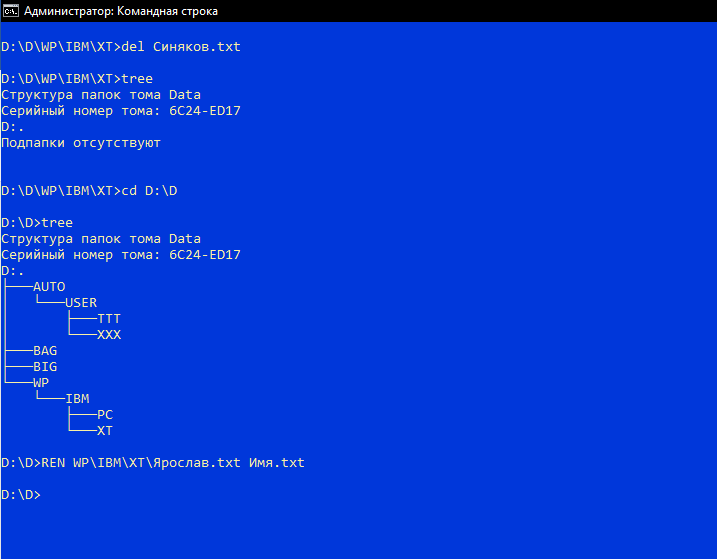 Администратор: Командная строка
D:\D\WP\IBM\XT>del Синяков.txt
D:\D\WP\IBM\XT>tree
Структура папок тома Data
Серийный номер тома: 6C24-ED17
D:.
Подпапки отсутствуют
D:\D\WP\IBM\XT>cd D:\D
D:\D>tree
Структура папок тома Data
Серийный номер тома: 6C24-ED17
D:.
├───AUTO
│   └───USER
│       ├───TTT
│       └───XXX
├───BAG
├───BIG
└───WP
    └───IBM
        ├───PC
        └───XT
D:\D>REN WP\IBM\XT\Ярослав.txt Имя.txt
D:\D>